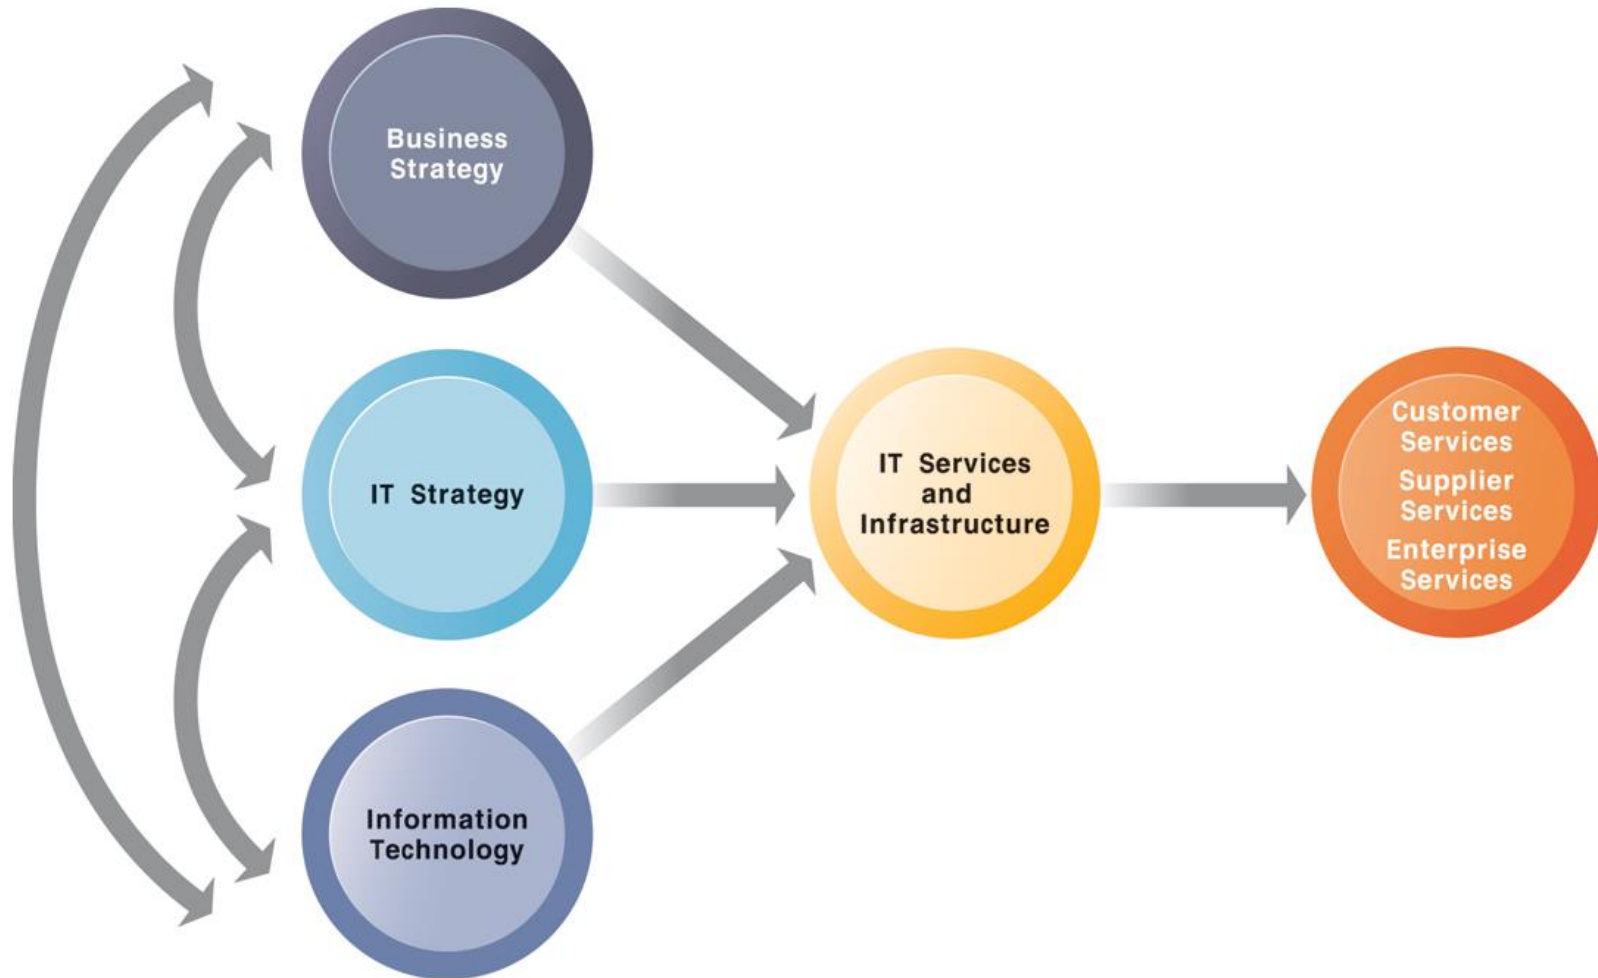 Business
Strategy
IT Strategy
Information
Technology
IT Services
and
Infrastructure
Customer
Services
Supplier
Services
Enterprise
Services